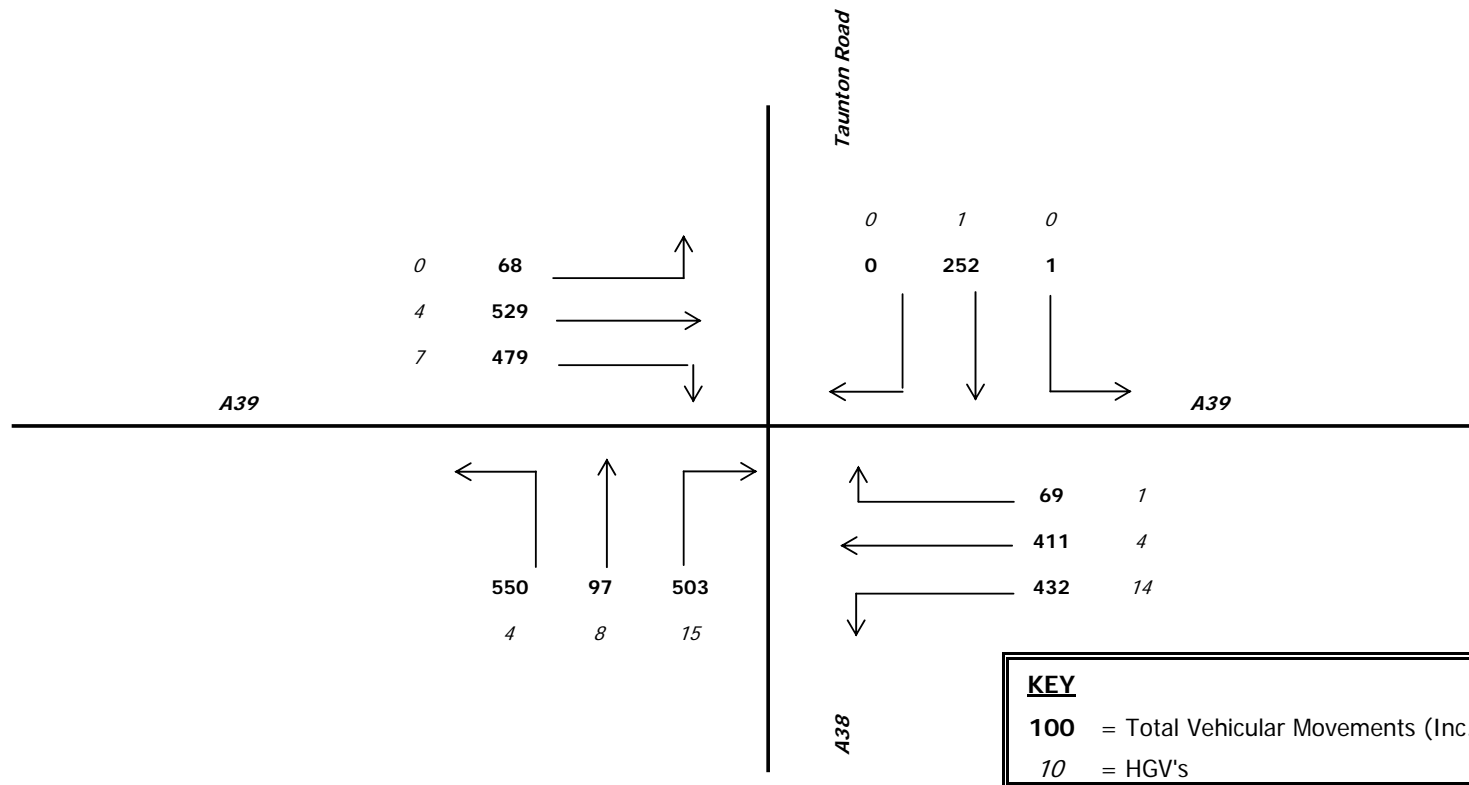 Taunton Road
0 1 0
0 252 1
0 68
4 529
7 479
A39
A39
69 1
411 4
432 14
550 97 503
4 8 15
A38
KEY
100 = Total Vehicular Movements (Inc.
10 = HGV's